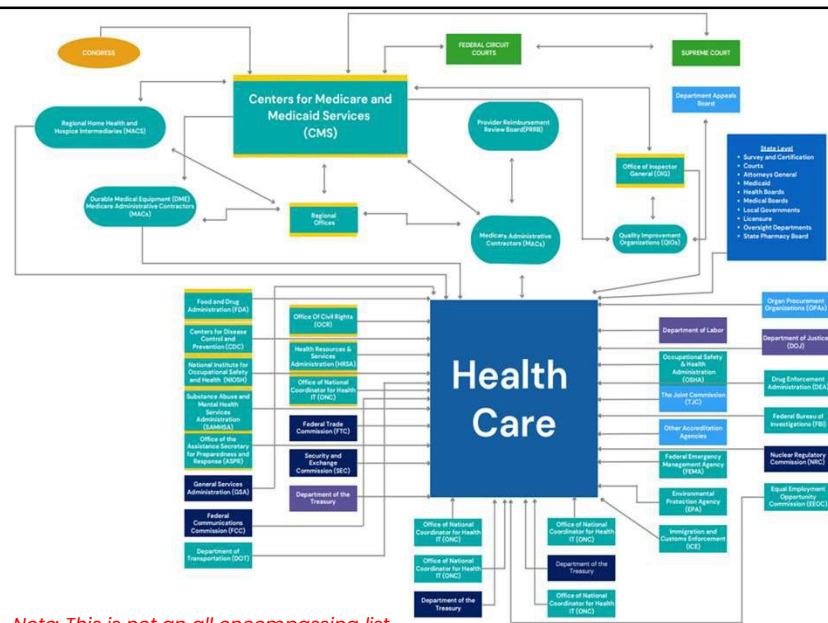 CONGRESS
FEDERAL CIRCUIT
COURTS
SUPREME COURT
Department Appeals
Board
Regional Home Health and
Hospice Intermediaries (MACS)
Centers for Medicare and
Medicaid Services
(CMS)
Provider Reimbursement
Review Board(PRRB)
Office of Inspector
General (OIG)
State Level
• Survey and Certification
• Courts
• Attorneys General
• Medicaid
• Health Boards
• Medical Boards
• Local Governments
• Licensure
• Oversight Departments
• State Pharmacy Board
Durable Medical Equipment (DME)
Medicare Administrative Contractors
(MACs)
Regional
Offices
Medicary Administrative
Contractors (MACs)
Quality Improvement
Organizations (QIOs)
Food and Drug
Administration (FDA)
Centers for Disease
Control and
Prevention (CDC)
National Institute for
Occupational Safety
and Health (NIOSH)
Substance Abuse and
Mental Health
Services
Administration
(SAMHSA)
Office of the
Assistance Secretary
for Preparedness and
Response (ASPR)
General Services
Administration (GSA)
Federal
Communications
Commission (FCC)
Department of
Transportation (DOT)
Office Of Civil Rights
(OCR)
Health Resources &
Services
Administration (HRSA)
Office of National
Coordinator for Health
IT (ONC)
Federal Trade
Commission (FTC)
Security and
Exchange
Commission (SEC)
Department of the
Treasury
Health
Care
Department of Labor
Occupational Safety
& Health
Administration
(OSHA)
The Joint Commission
(TJC)
Other Accreditation
Agencies
Federal Emergency
Management Agency
(FEMA)
Environmental
Protection Agency
(EPA)
Immigration and
Customs Enforcement
(ICE)
Organ Procurement
Organizations (OPAs)
Department of Justice
(DOJ)
Drug Enforcement
Administration (DEA)
Federal Bureau of
Investigations (FBI)
Nuclear Regulatory
Commission (NRC)
Equal Employment
Opportunity
Commission (EEOC)
Office of National
Coordinator for Health
IT (ONC)
Office of National
Coordinator for Health
IT (ONC)
Department of the
Treasury
Office of National
Coordinator for Health
IT (ONC)
Department of the
Treasury
Office of National
Coordinator for Health
IT (ONC)
Note: This is not an all encompassing list